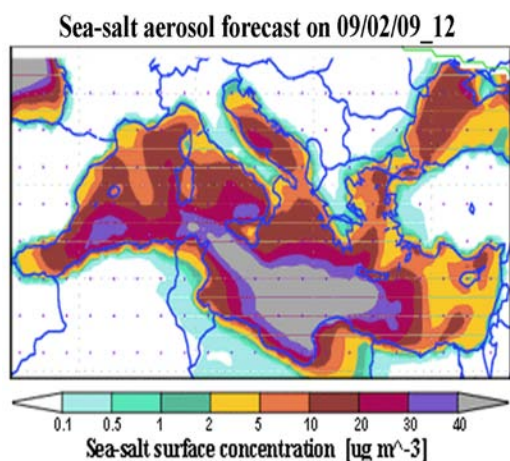 Sea-salt aerosol forecast on 09/02/09_12
0.1 0.5 1 2 5 10 20 30 40
Sea-salt surface concentration [ug m^-3]